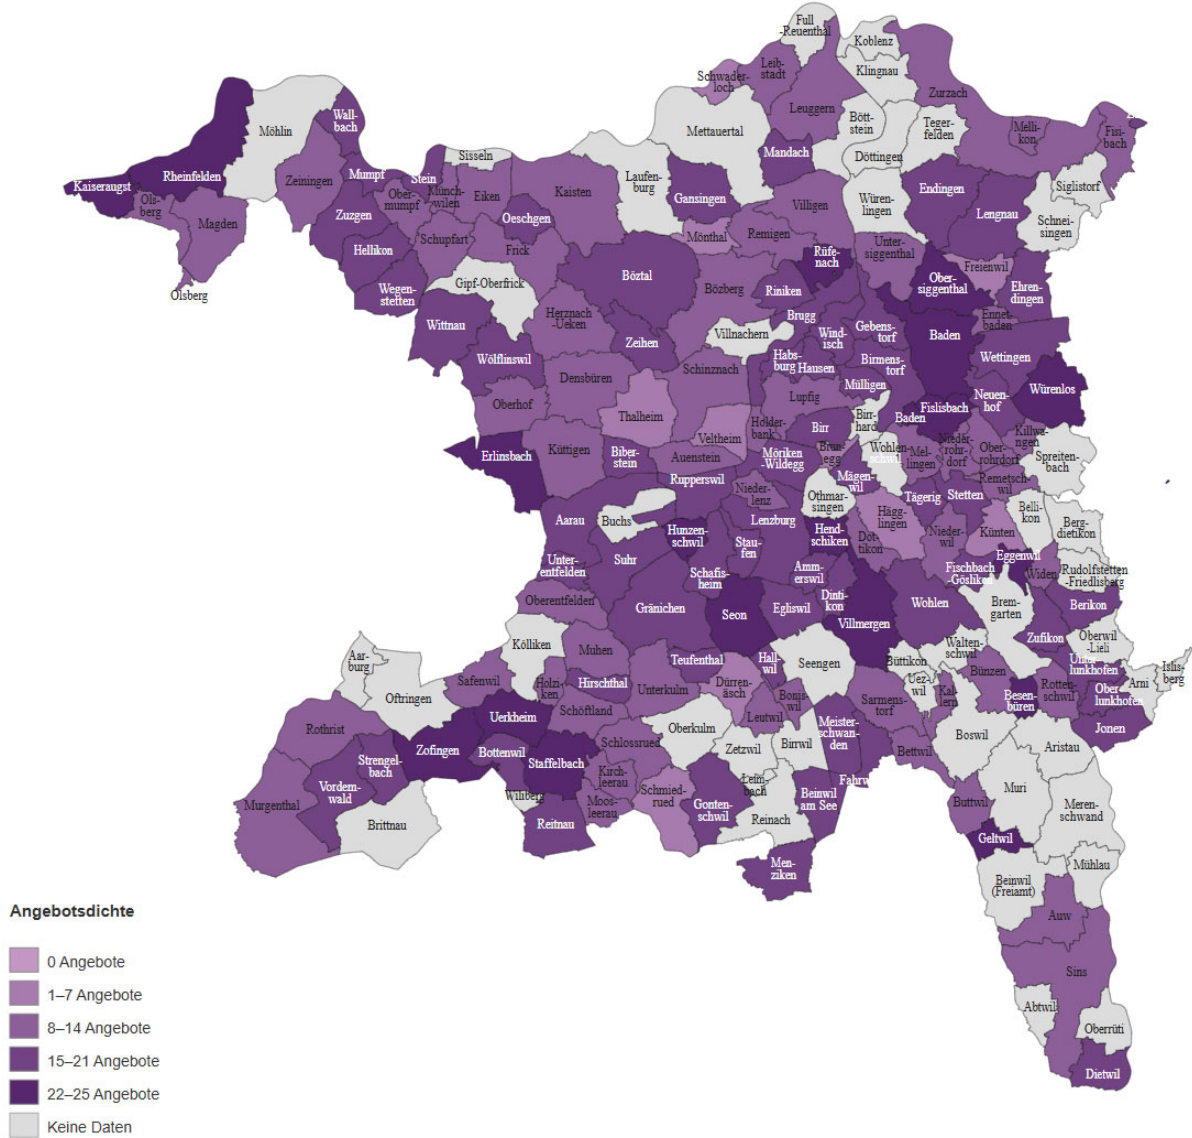 Full
-Reuenthal
Koblenz
Klingnau
Leib-
stadt
Schwader-
loch
Leuggern
Zurzach
Wall-
bach
Möhlin
Mettauertal
Bött-
stein
Teger-
felden
Melli-
kon
Fisi-
bach
Döttingen
Mandach
Sisseln
Rheinfelden
Kaiseraugst
Zeiningen
Mumpf
Stein
Ols-
berg
Magden
Ober-
mumpf
Münch-
wilen
Eiken
Kaisten
Laufen-
burg
Gansingen
Villigen
Würen-
lingen
Endingen
Lengnau
Siglistorf
Schnei-
singen
Zuzgen
Oeschgen
Schupfart
Frick
Hellikon
Mönthal
Remigen
Rüfe-
nach
Unter-
siggenthal
Freienwil
Ober-
siggenthal
Ehren-
dingen
Olsberg
Wegen-
stetten
Gipf-Oberfrick
Böztal
Bözberg
Riniken
Wittnau
Herznach
-Ueken
Zeihen
Villnachern
Brugg
Wind-
isch
Gebens-
torf
Baden
Ennet-
baden
Wettingen
Wölflinswil
Densbüren
Schinznach
Habs-
burg
Hausen
Birmens-
torf
Mülligen
Neuen-
hof
Würenlos
Oberhof
Thalheim
Veltheim
Lupfig
Holder-
bank
Birr
Birr-
hard
Baden
Fislisbach
Killwa-
ngen
Spreiten-
bach
Erlinsbach
Küttigen
Biber-
stein
Auenstein
Möriken
-Wildegg
Brun-
egg
Wohlen-
schwil
Mel-
lingen
Nieder-
rohr-
dorf
Ober-
rohrdorf
Remetsch-
wil
Rupperswil
Nieder-
lenz
Mägen-
wil
Othmar-
singen
Tägerig
Stetten
Belli-
kon
Berg-
dietikon
Aarau
Buchs
Hunzen-
schwil
Lenzburg
Stau-
fen
Hend-
schiken
Hägg-
lingen
Dot-
tikon
Nieder-
wil
Künten
Eggenwil
Suhr
Unter-
entfelden
Schafis-
heim
Amm-
erswil
Fischbach
-Göslikon
Widen
Rudolfstetten
-Friedlisberg
Oberentfelden
Gränichen
Seon
Egliswil
Dinti-
kon
Villmergen
Wohlen
Brem-
garten
Berikon
Zufikon
Oberwil
-Lieli
Kölliken
Muhen
Teufenthal
Hall-
wil
Seengen
Büttikon
Walten-
schwil
Unter
lunkhofen
Aar-
burg
Oftringen
Safenwil
Holzi-
ken
Hirschthal
Unterkulm
Dürren-
äsch
Bonis-
wil
Leutwil
Sarmens-
torf
Uez-
wil
Kal-
lern
Bünzen
Besen-
büren
Rotten-
schwil
Ober
lunkhofen
Arni
Islis-
berg
Jonen
Rothrist
Uerkheim
Schöftland
Oberkulm
Zetzwil
Birrwil
Meister-
schwan-
den
Bettwil
Boswil
Aristau
Zofingen
Bottenwil
Staffelbach
Schlossrued
Strengel-
bach
Vordem-
wald
Murgenthal
Brittnau
Wiliberg
Reitnau
Kirch-
leerau
Moos-
leerau
Schmied-
rued
Gonten-
schwil
Leim-
bach
Reinach
Beinwil
am See
Fahrw
Buttwil
Muri
Meren-
schwand
Geltwil
Men-
ziken
Beinwil
(Freiamt)
Mühlau
Auw
Sins
Abtwil
Oberrüti
Dietwil
Angebotsdichte
0 Angebote
1–7 Angebote
8–14 Angebote
15–21 Angebote
22–25 Angebote
Keine Daten